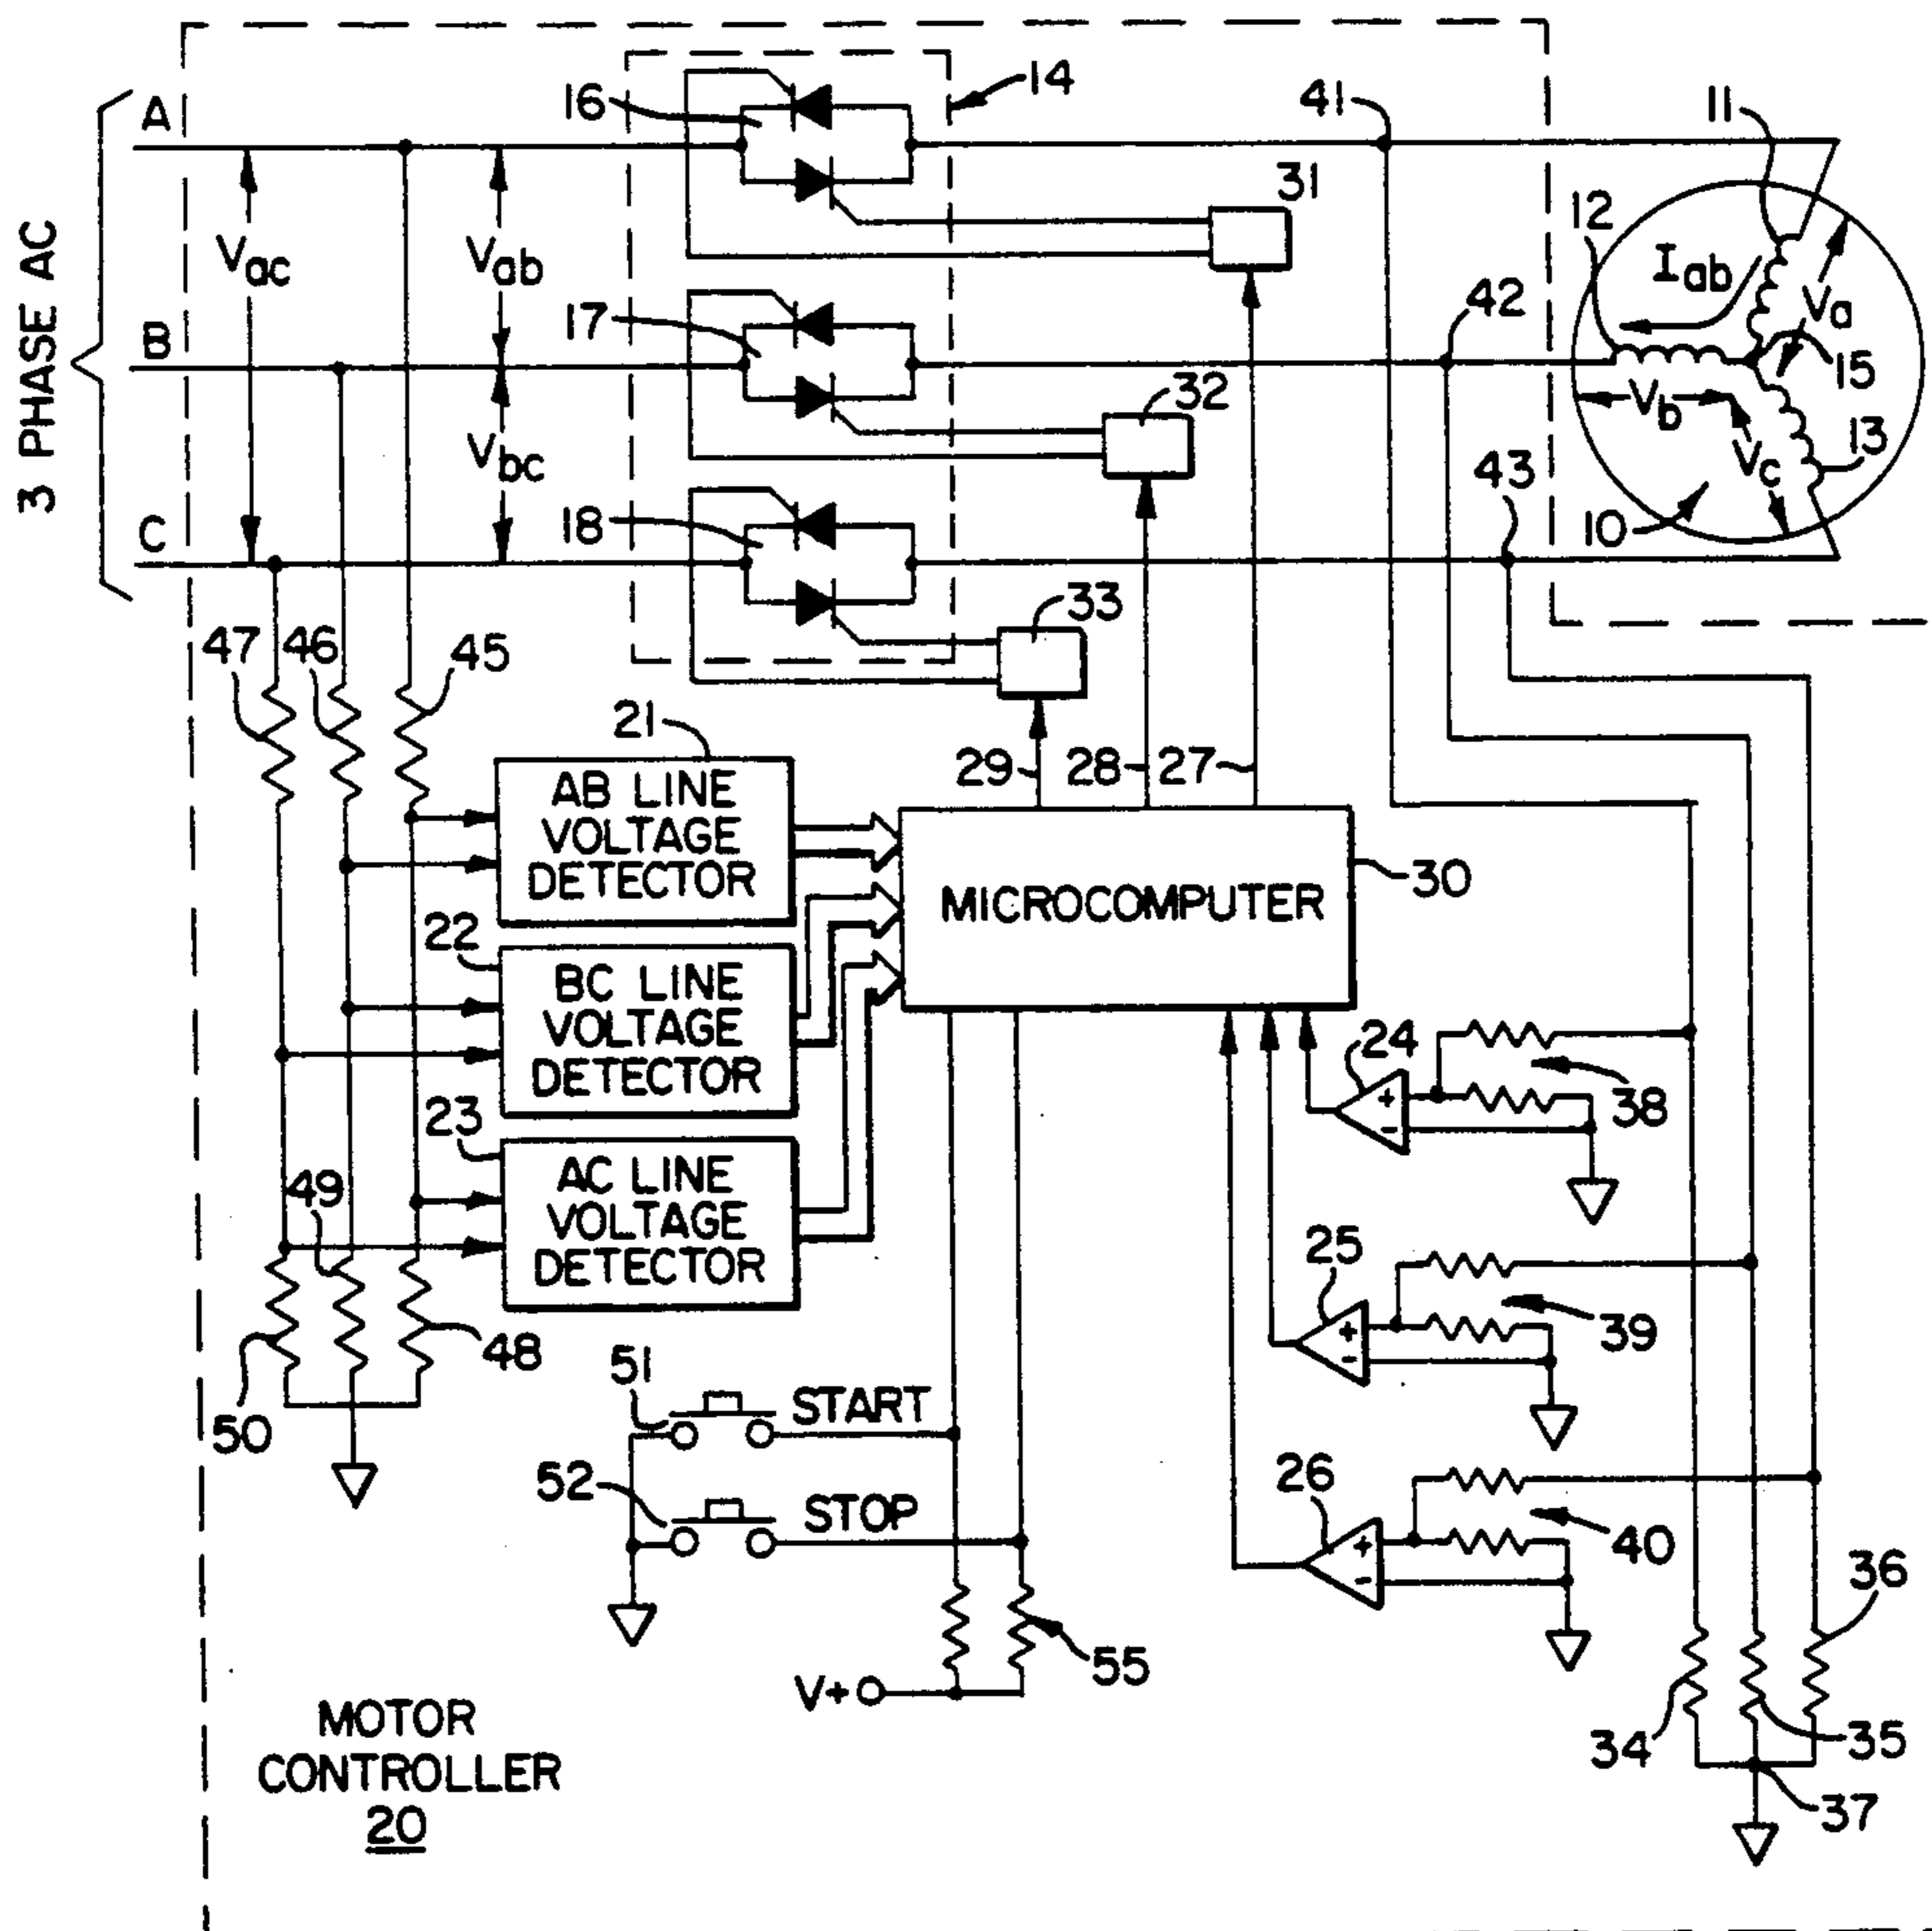 3 PHASE AC
A
B
C
Vac
Vab
Vbc
16
14
41
11
31
12
Iab
Va
17
42
32
15
Vb
18
43
Vc
13
10
33
47
46
45
21
29
28
27
AB LINE
VOLTAGE
DETECTOR
MICROCOMPUTER
30
22
BC LINE
VOLTAGE
DETECTOR
24
+
-
38
23
49
AC LINE
VOLTAGE
DETECTOR
25
+
-
39
50
48
51
START
52
STOP
26
+
-
40
36
55
V+
34
35
37
MOTOR
CONTROLLER
20